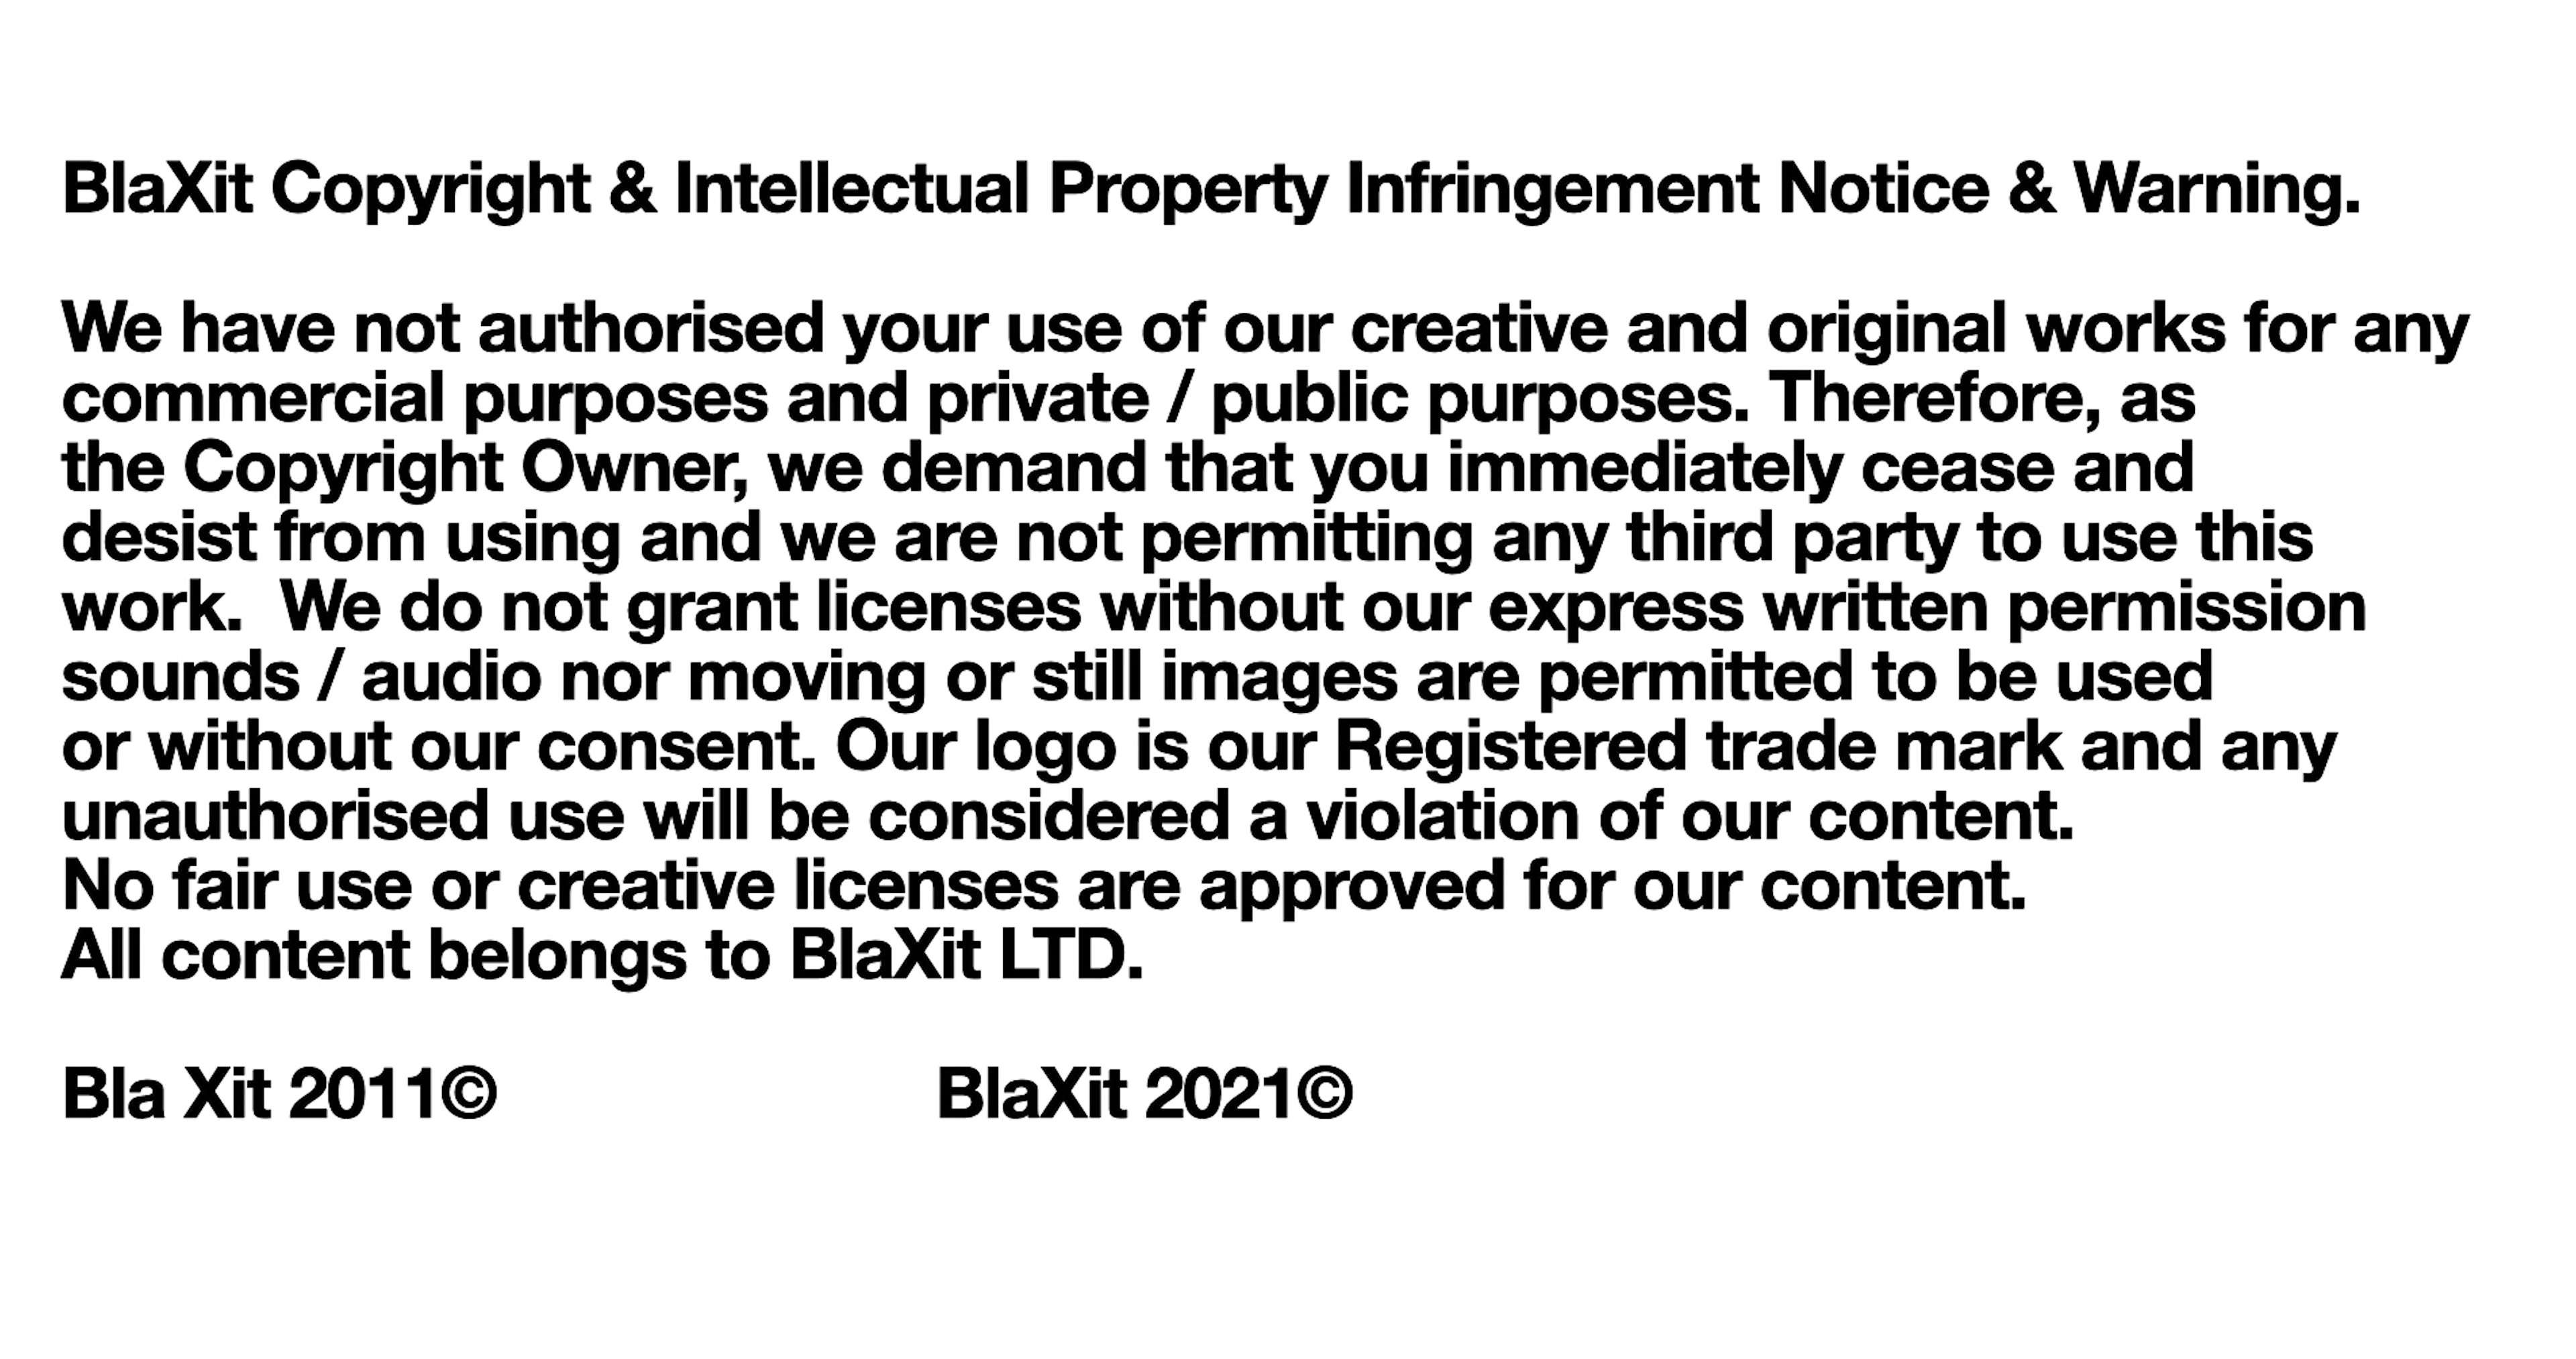 BlaXit Copyright & Intellectual Property Infringement Notice & Warning.
We have not authorised your use of our creative and original works for any
commercial purposes and private / public purposes. Therefore, as
the Copyright Owner, we demand that you immediately cease and
desist from using and we are not permitting any third party to use this
work.  We do not grant licenses without our express written permission
sounds / audio nor moving or still images are permitted to be used
or without our consent. Our logo is our Registered trade mark and any
unauthorised use will be considered a violation of our content.
No fair use or creative licenses are approved for our content.
All content belongs to BlaXit LTD.
Bla Xit 2011© BlaXit 2021©